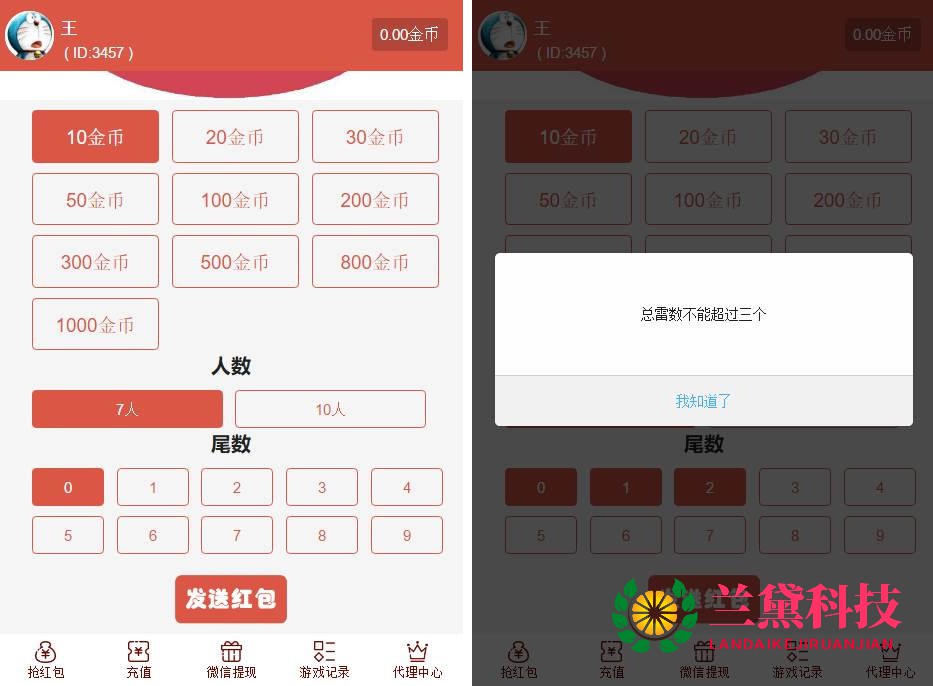 王
( ID:3457 )
0.00金币
10金币
20金币
30金币
50金币
100金币
200金币
300金币
500金币
800金币
1000金币
人数
7人
10人
尾数
0
1
2
3
4
5
6
7
8
9
发送红包
抢红包
充值
微信提现
游戏记录
代理中心
王
( ID:3457 )
0.00金币
10金币
20金币
30金币
50金币
100金币
200金币
总雷数不能超过三个
我知道了
尾数
0
1
2
3
4
5
6
7
8
9
发送红包
兰黛科技
LANDAIKEJIRUANJIAN
抢红包
充值
微信提现
游戏记录
代理中心